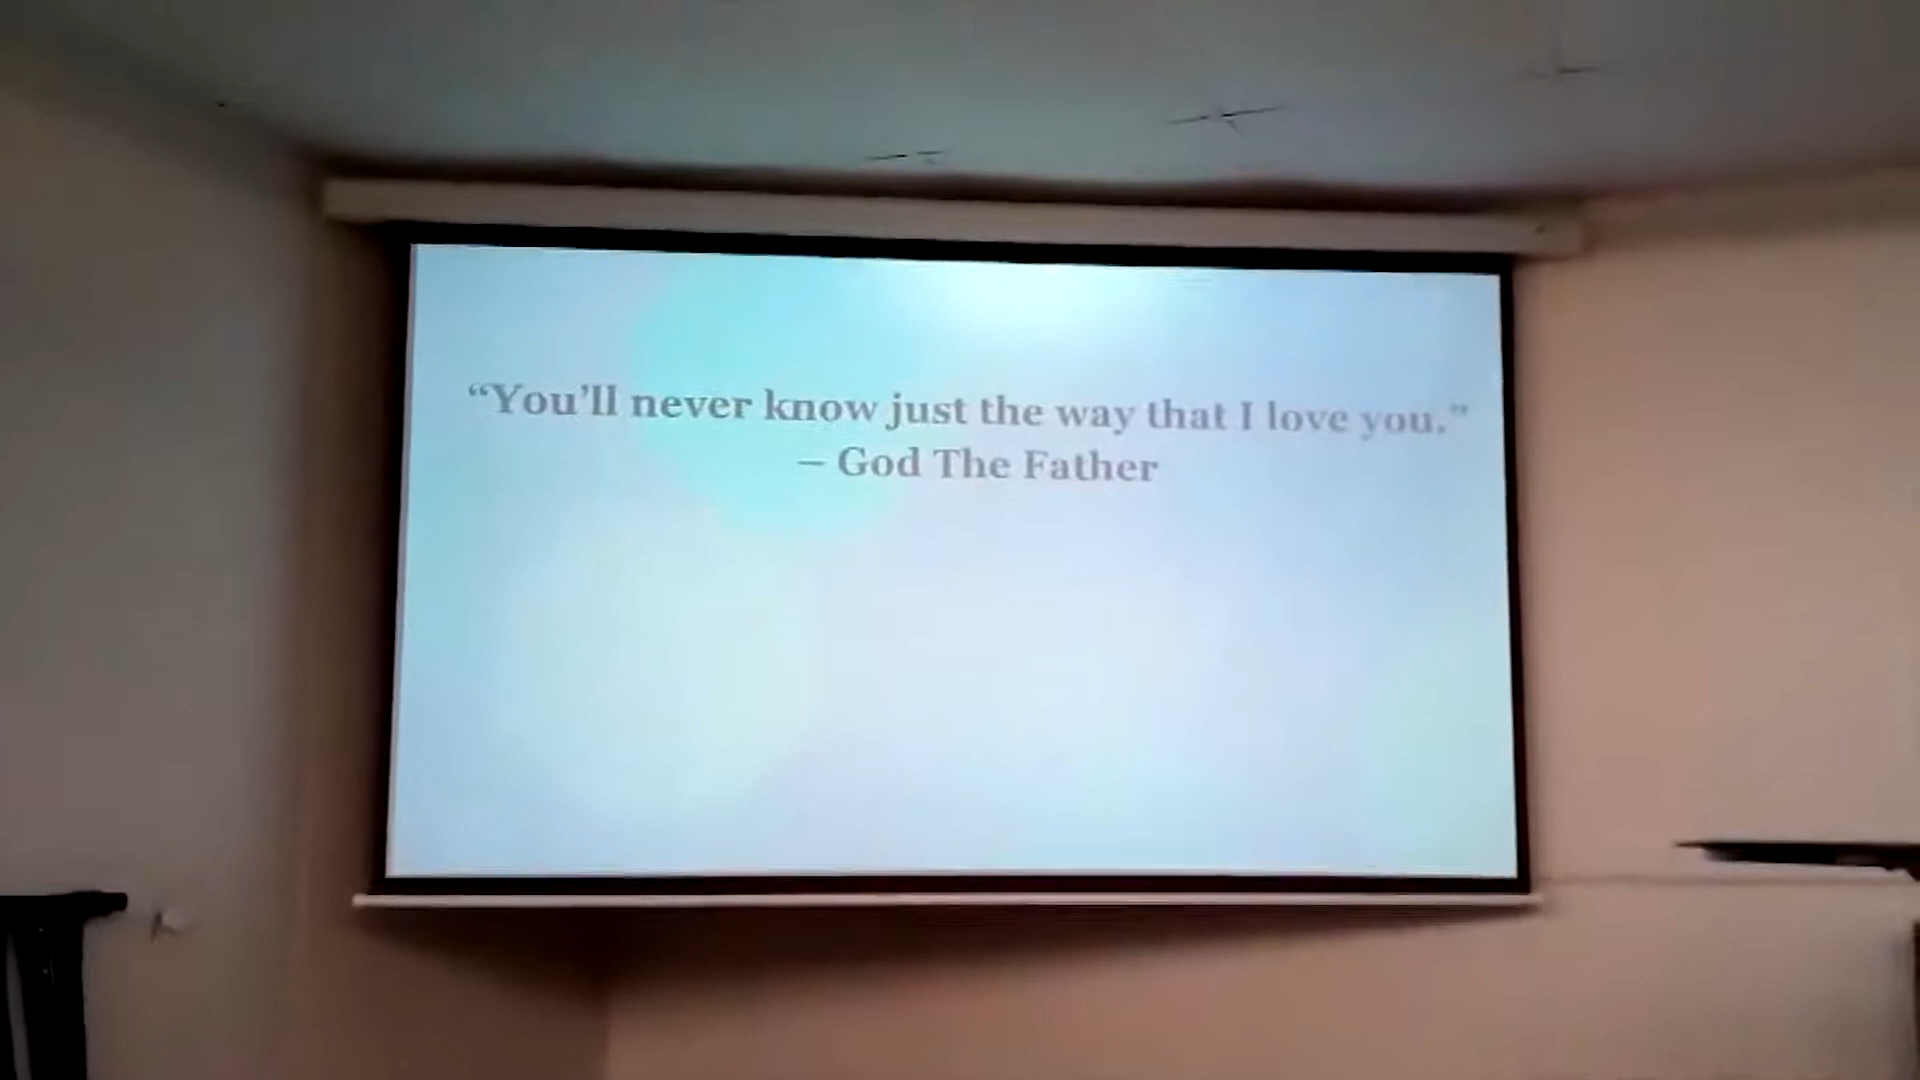 “You’ll never know just the way that I love you.”
– God The Father